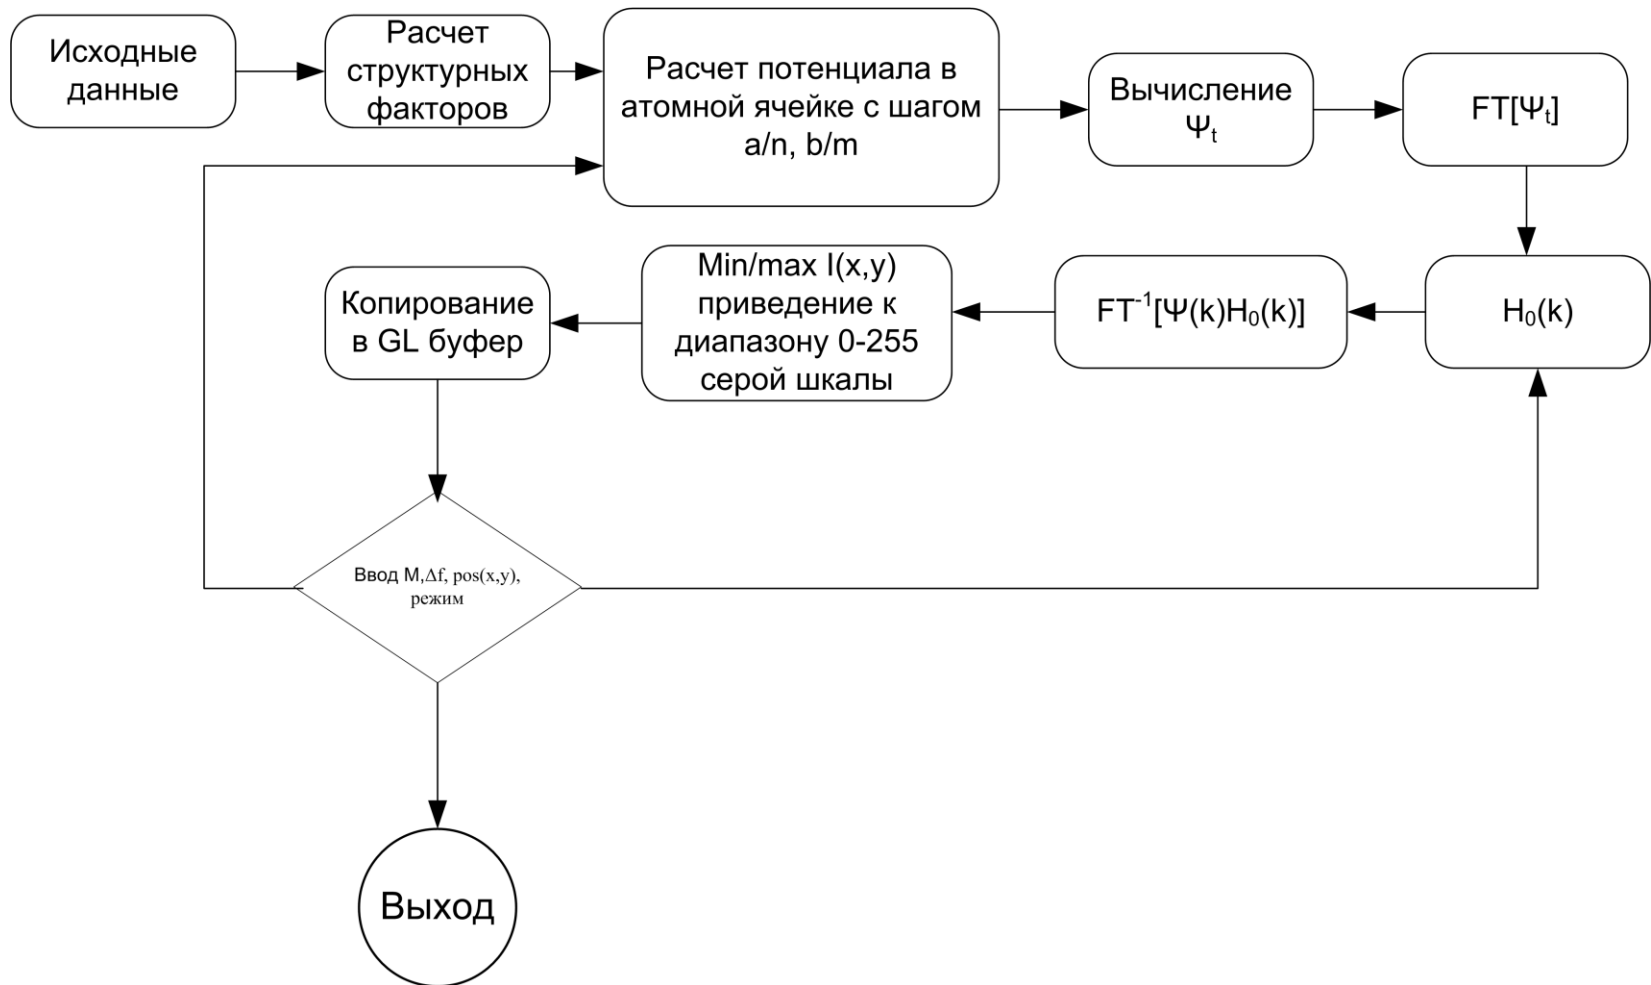 Исходные
данные
Расчет
структурных
факторов
Расчет потенциала в
атомной ячейке с шагом
a/n, b/m
Вычисление
Ψₜ
FT[Ψₜ]
H₀(k)
FT⁻¹[Ψ(k)H₀(k)]
Min/max I(x,y)
приведение к
диапазону 0-255
серой шкалы
Копирование
в GL буфер
Ввод M,Δf, pos(x,y),
режим
Выход